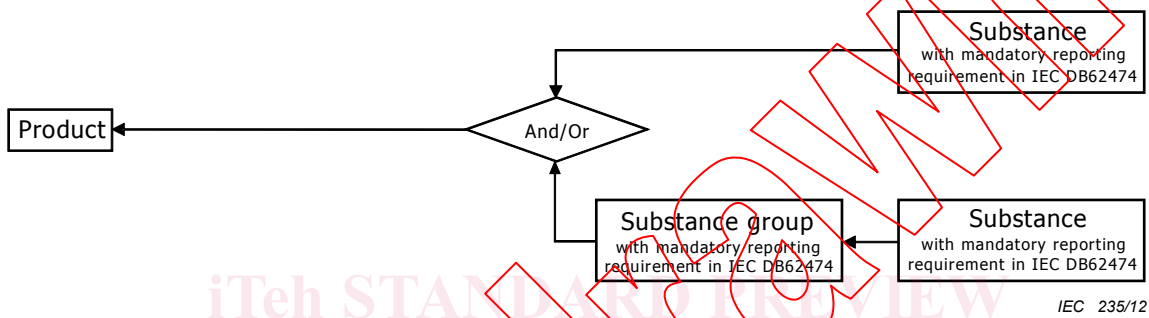 Substance
with mandatory reporting
requirement in IEC DB62474
Product
And/Or
Substance group
with mandatory reporting
requirement in IEC DB62474
Substance
with mandatory reporting
requirement in IEC DB62474
iTeh STANDARD PREVIEW
IEC 235/12